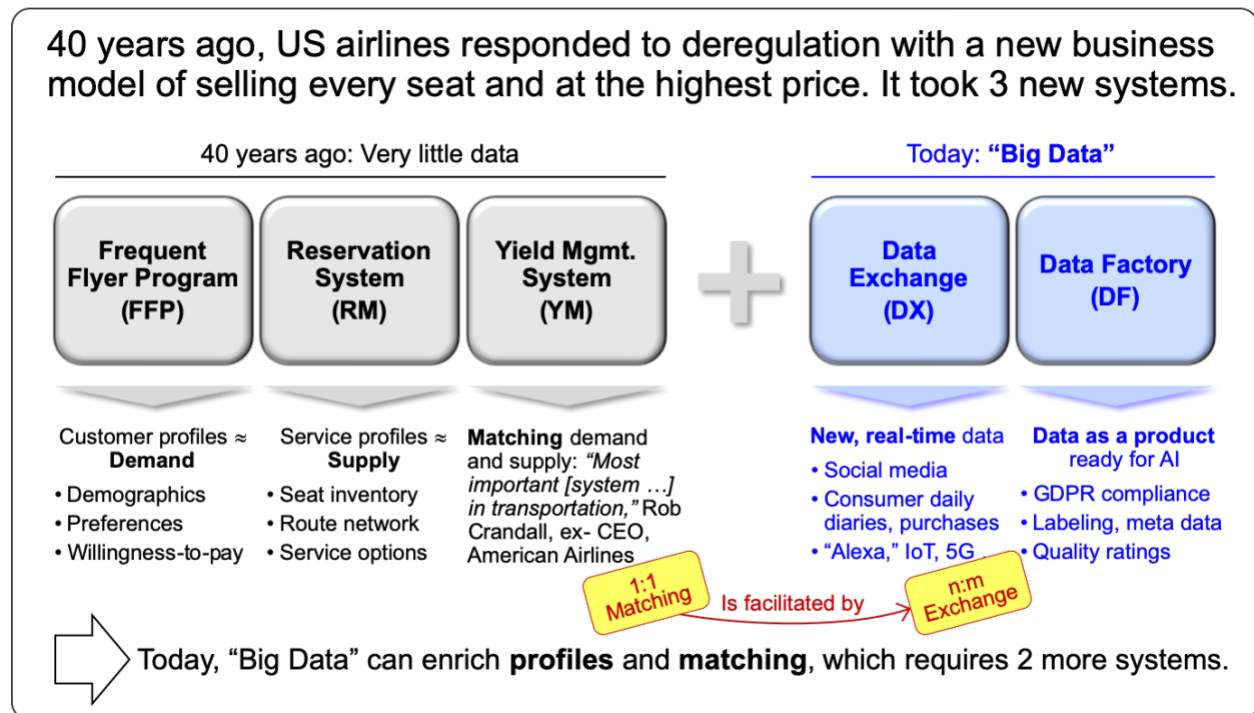 40 years ago, US airlines responded to deregulation with a new business
model of selling every seat and at the highest price. It took 3 new systems.
40 years ago: Very little data
Frequent
Flyer Program
(FFP)
Reservation
System
(RM)
Yield Mgmt.
System
(YM)
Customer profiles ≈
Demand
• Demographics
• Preferences
• Willingness-to-pay
Service profiles ≈
Supply
• Seat inventory
• Route network
• Service options
Matching demand
and supply: “Most
important [system …]
in transportation,” Rob
Crandall, ex- CEO,
American Airlines
Today: “Big Data”
Data
Exchange
(DX)
Data Factory
(DF)
New, real-time data
• Social media
• Consumer daily
diaries, purchases
• “Alexa,” IoT, 5G ..
Data as a product
ready for AI
• GDPR compliance
• Labeling, meta data
• Quality ratings
1:1
Matching
Is facilitated by
n:m
Exchange
Today, “Big Data” can enrich profiles and matching, which requires 2 more systems.